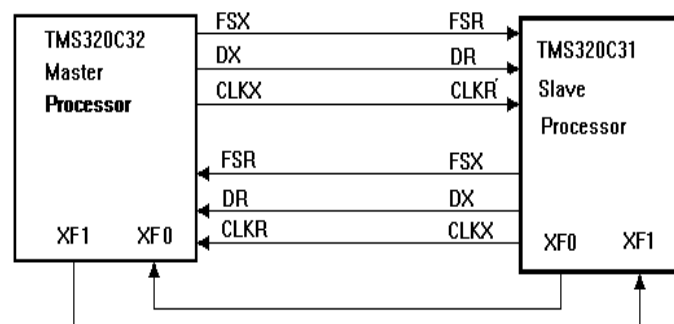 TMS320C32
Master
Processor
XF1 XF0
FSX FSR
DX DR
CLKX CLKR'
FSR FSX
DR DX
CLKR CLKX
TMS320C31
Slave
Processor
XF0 XF1